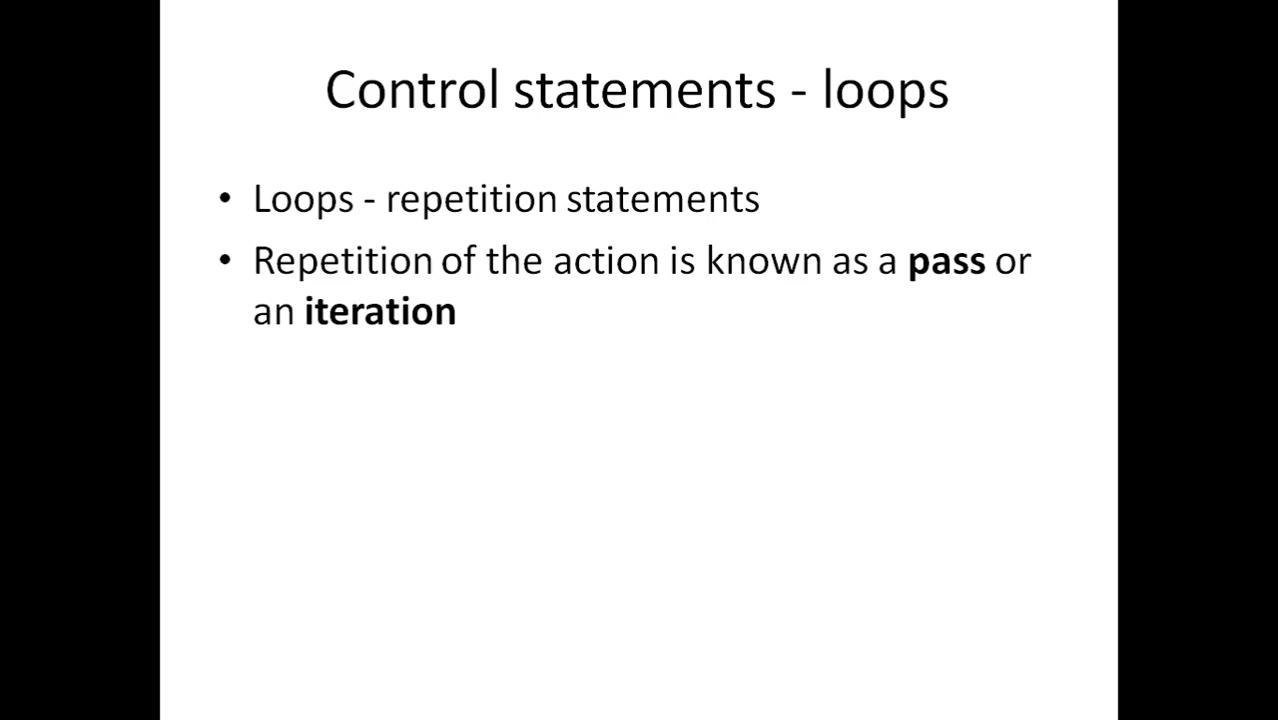 Control statements - loops
• Loops - repetition statements
• Repetition of the action is known as a pass or
an iteration